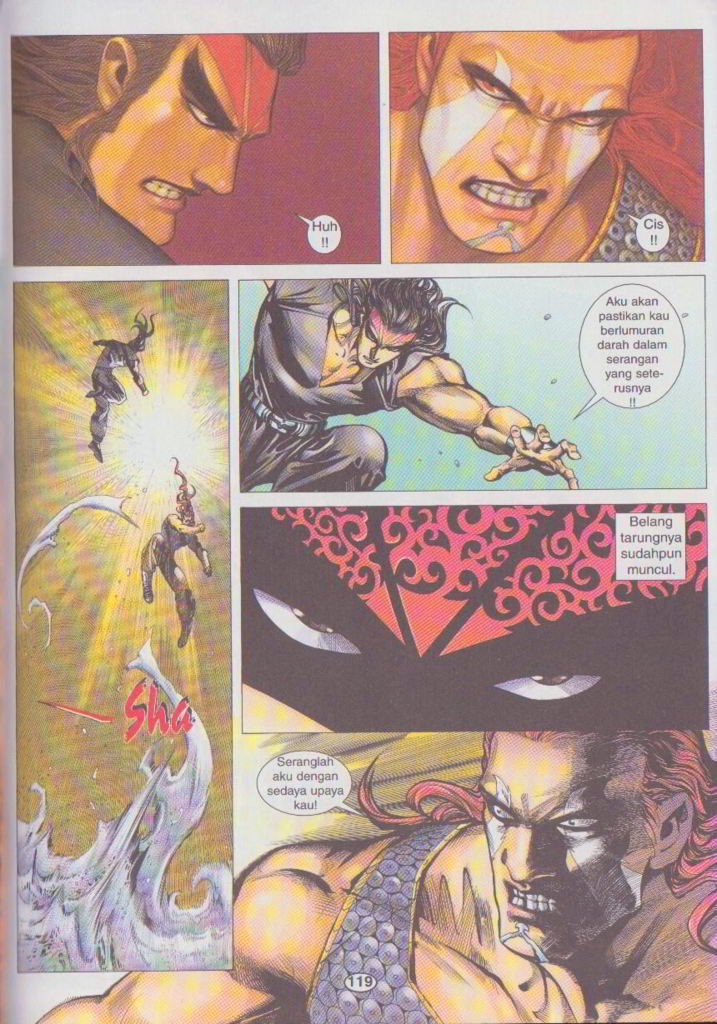 Huh
!!
Cis
!!
Sha
Aku akan
pastikan kau
berlumuran
darah dalam
serangan
yang sete-
rusnya
!!
Belang
tarungnya
sudahpun
muncul.
Seranglah
aku dengan
sedaya upaya
kau!
119